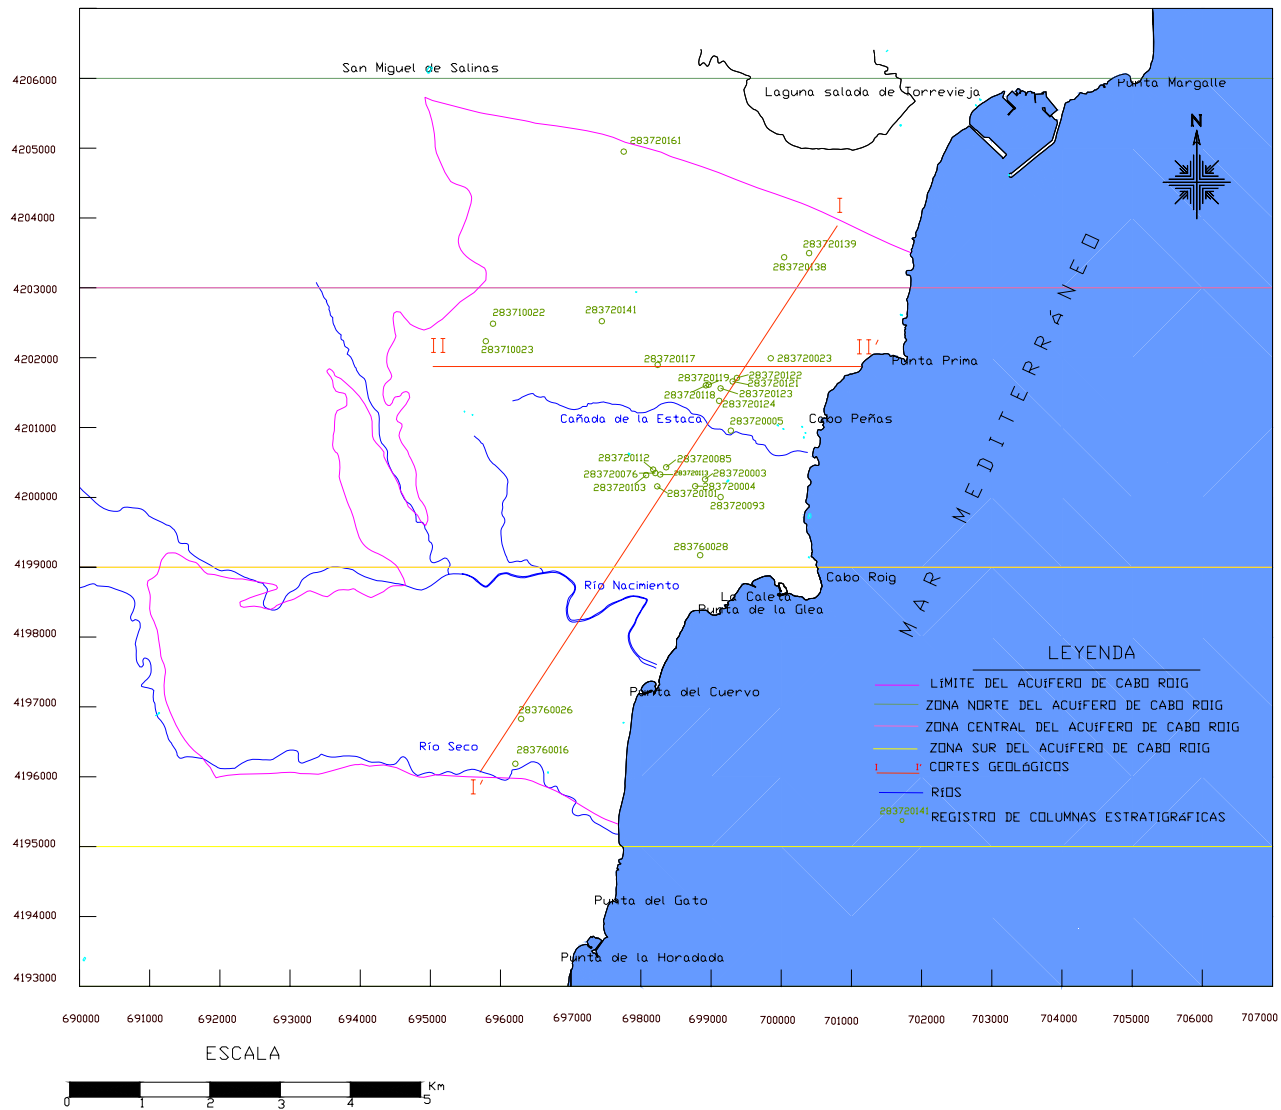 4206000
San Miguel de Salinas
Laguna salada de Torrevieja
Punta Margalle
N
4205000
283720161
4204000
I
283720139
283720138
4203000
283710022
283720141
II
II'
283710023
4202000
283720117
283720023
Punta Prima
283720119
283720122
283720121
283720118
283720123
283720124
Cañada de la Estaca
283720005
Cabo Peñas
4201000
283720112
283720085
283720076
283720113
283720003
283720103
283720101
283720004
283720093
4200000
283760028
4199000
Río Nacimiento
Cabo Roig
La Caleta
Punta de la Glea
MAR MEDITERRÁNEO
4198000
Punta del Cuervo
4197000
283760026
Río Seco
283760016
4196000
I'
LEYENDA
LíMITE DEL ACUíFERO DE CABO ROIG
ZONA NORTE DEL ACUíFERO DE CABO ROIG
ZONA CENTRAL DEL ACUíFERO DE CABO ROIG
ZONA SUR DEL ACUíFERO DE CABO ROIG
I I' CORTES GEOLóGICOS
RíOS
283720141 REGISTRO DE COLUMNAS ESTRATIGRáFICAS
4195000
Punta del Gato
4194000
Punta de la Horadada
4193000
690000 691000 692000 693000 694000 695000 696000 697000 698000 699000 700000 701000 702000 703000 704000 705000 706000 707000
ESCALA
Km
0 1 2 3 4 5